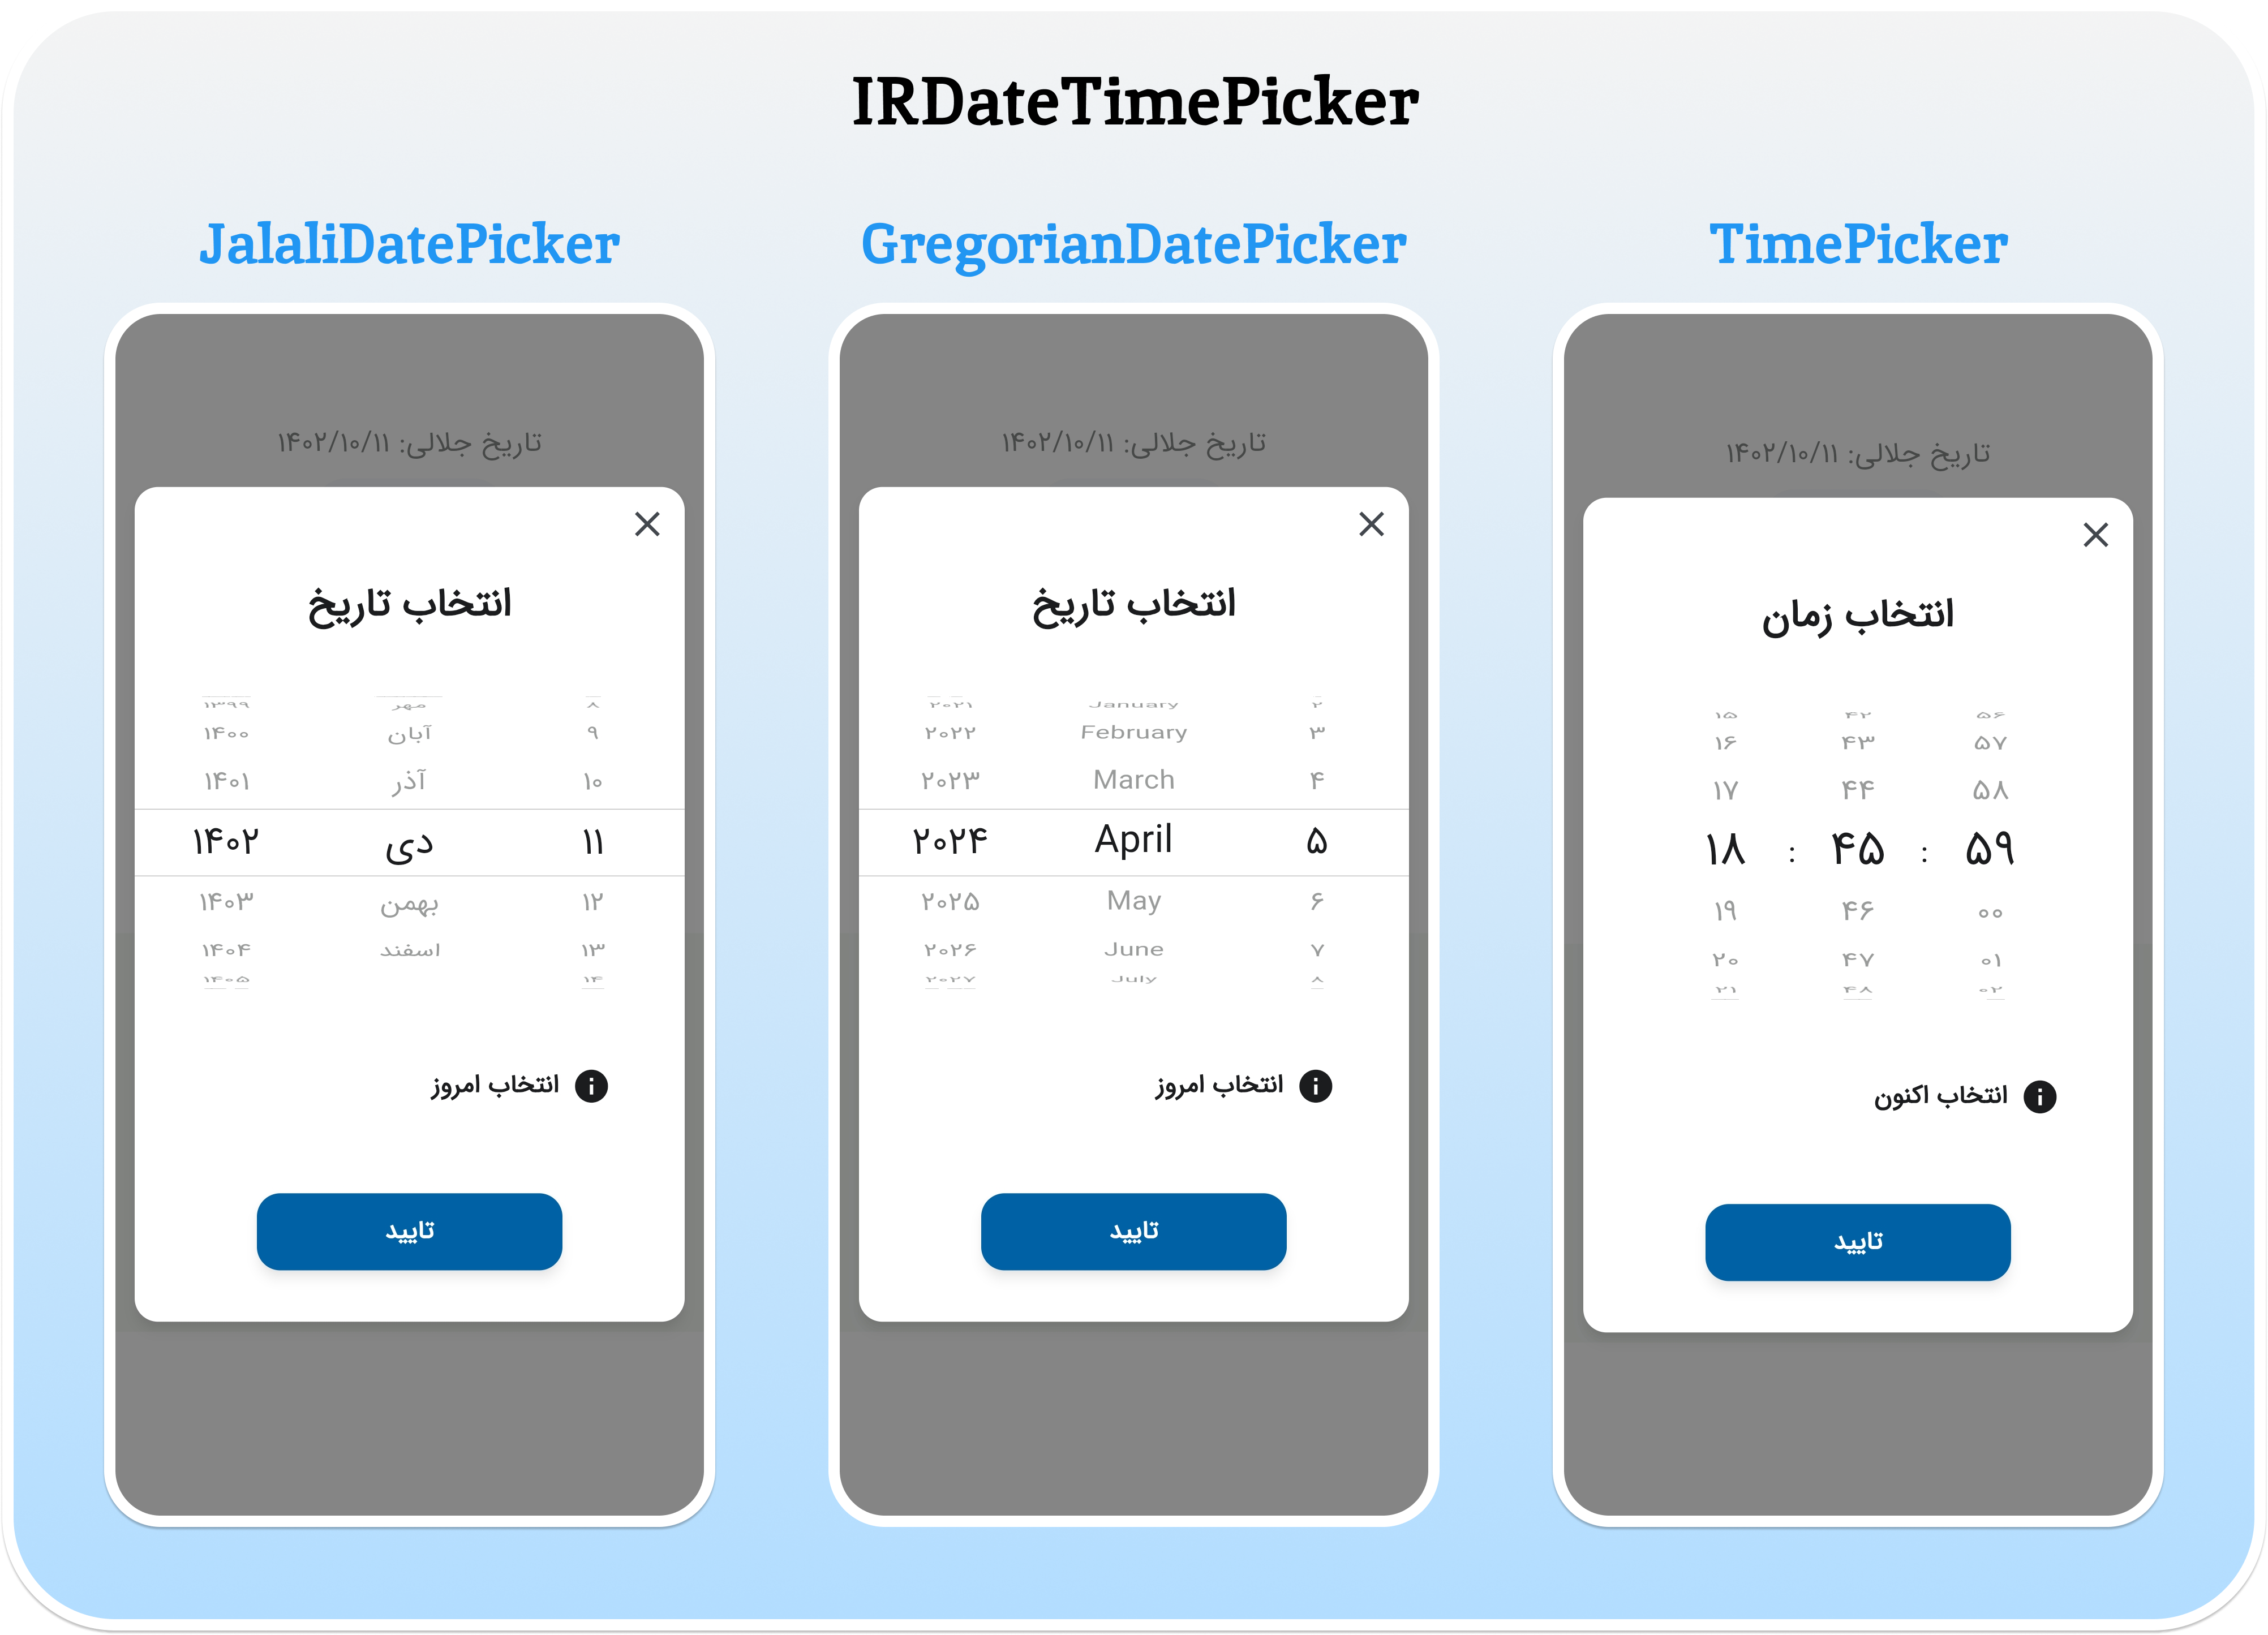 IRDateTimePicker
JalaliDatePicker
تاریخ جلالی: ۱۴۰۲/۱۰/۱۱
انتخاب تاریخ
۱۳۹۹ مهر ۸
۱۴۰۰ آبان ۹
۱۴۰۱ آذر ۱۰
۱۴۰۲ دی ۱۱
۱۴۰۳ بهمن ۱۲
۱۴۰۴ اسفند ۱۳
۱۴۰۵ ۱۴
انتخاب امروز
تایید
GregorianDatePicker
تاریخ جلالی: ۱۴۰۲/۱۰/۱۱
انتخاب تاریخ
۲۰۲۱ January ۲
۲۰۲۲ February ۳
۲۰۲۳ March ۴
۲۰۲۴ April ۵
۲۰۲۵ May ۶
۲۰۲۶ June ۷
۲۰۲۷ July ۸
انتخاب امروز
تایید
TimePicker
تاریخ جلالی: ۱۴۰۲/۱۰/۱۱
انتخاب زمان
۱۵ ۴۲ ۵۶
۱۶ ۴۳ ۵۷
۱۷ ۴۴ ۵۸
۱۸ : ۴۵ : ۵۹
۱۹ ۴۶ ۰۰
۲۰ ۴۷ ۰۱
۲۱ ۴۸ ۰۲
انتخاب اکنون
تایید